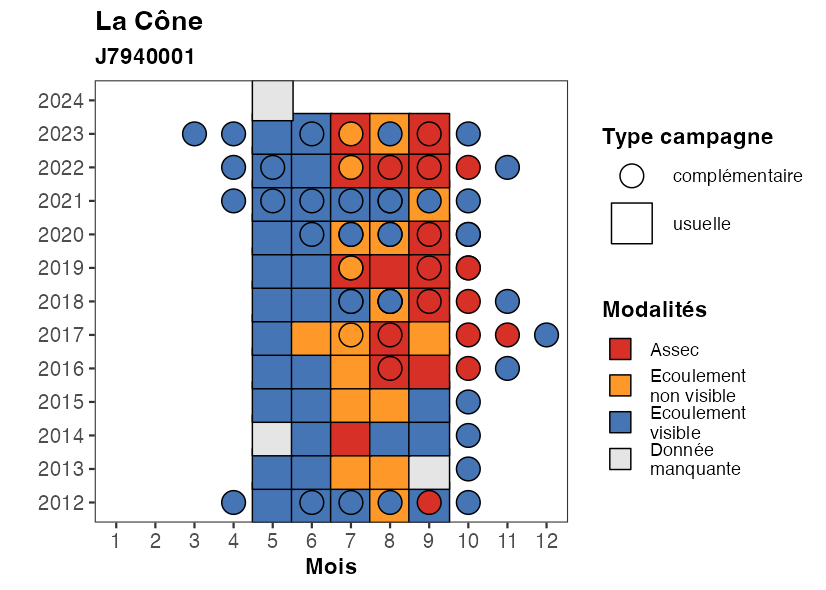 La Cône
J7940001
2024
2023
2022
2021
2020
2019
2018
2017
2016
2015
2014
2013
2012
1 2 3 4 5 6 7 8 9 10 11 12
Mois
Type campagne
complémentaire
usuelle
Modalités
Assec
Ecoulement
non visible
Ecoulement
visible
Donnée
manquante